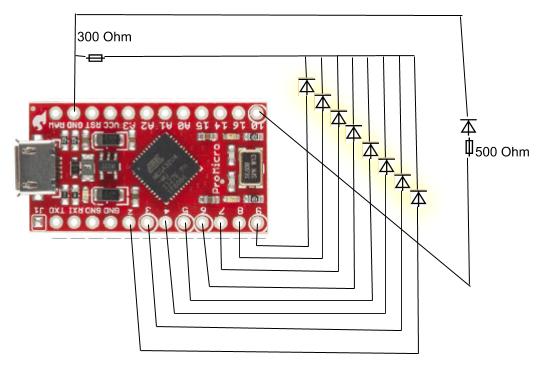 300 Ohm
RAW GND RST VCC A3 A2 A1 A0 15 14 16 10
500 Ohm
ProMicro
J1 TXO RXI GND GND 2 3 4 5 6 7 8 9